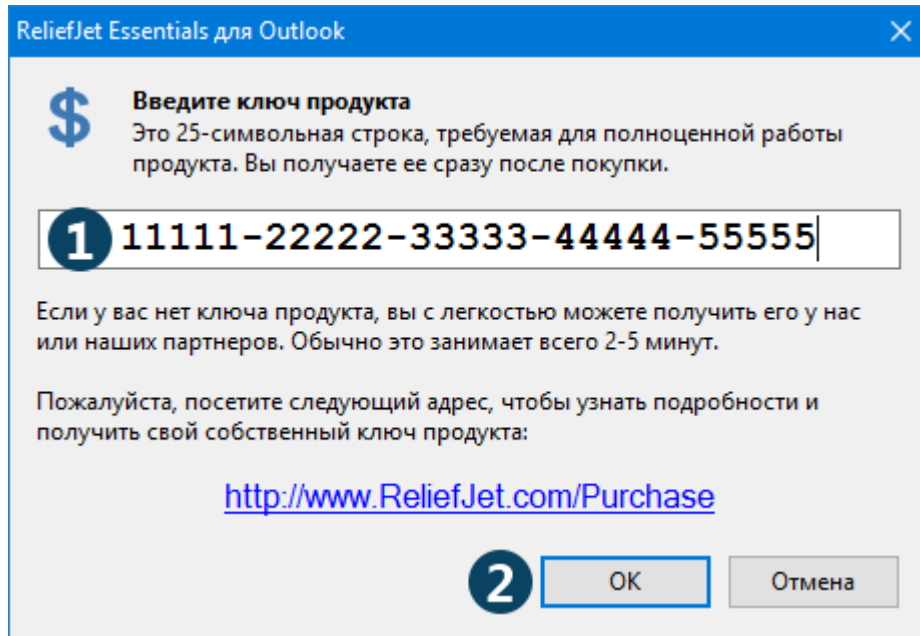 ReliefJet Essentials для Outlook
$
Введите ключ продукта
Это 25-символьная строка, требуемая для полноценной работы
продукта. Вы получаете ее сразу после покупки.
1 11111-22222-33333-44444-55555
Если у вас нет ключа продукта, вы с легкостью можете получить его у нас
или наших партнеров. Обычно это занимает всего 2-5 минут.
Пожалуйста, посетите следующий адрес, чтобы узнать подробности и
получить свой собственный ключ продукта:
http://www.ReliefJet.com/Purchase
2 OK Отмена